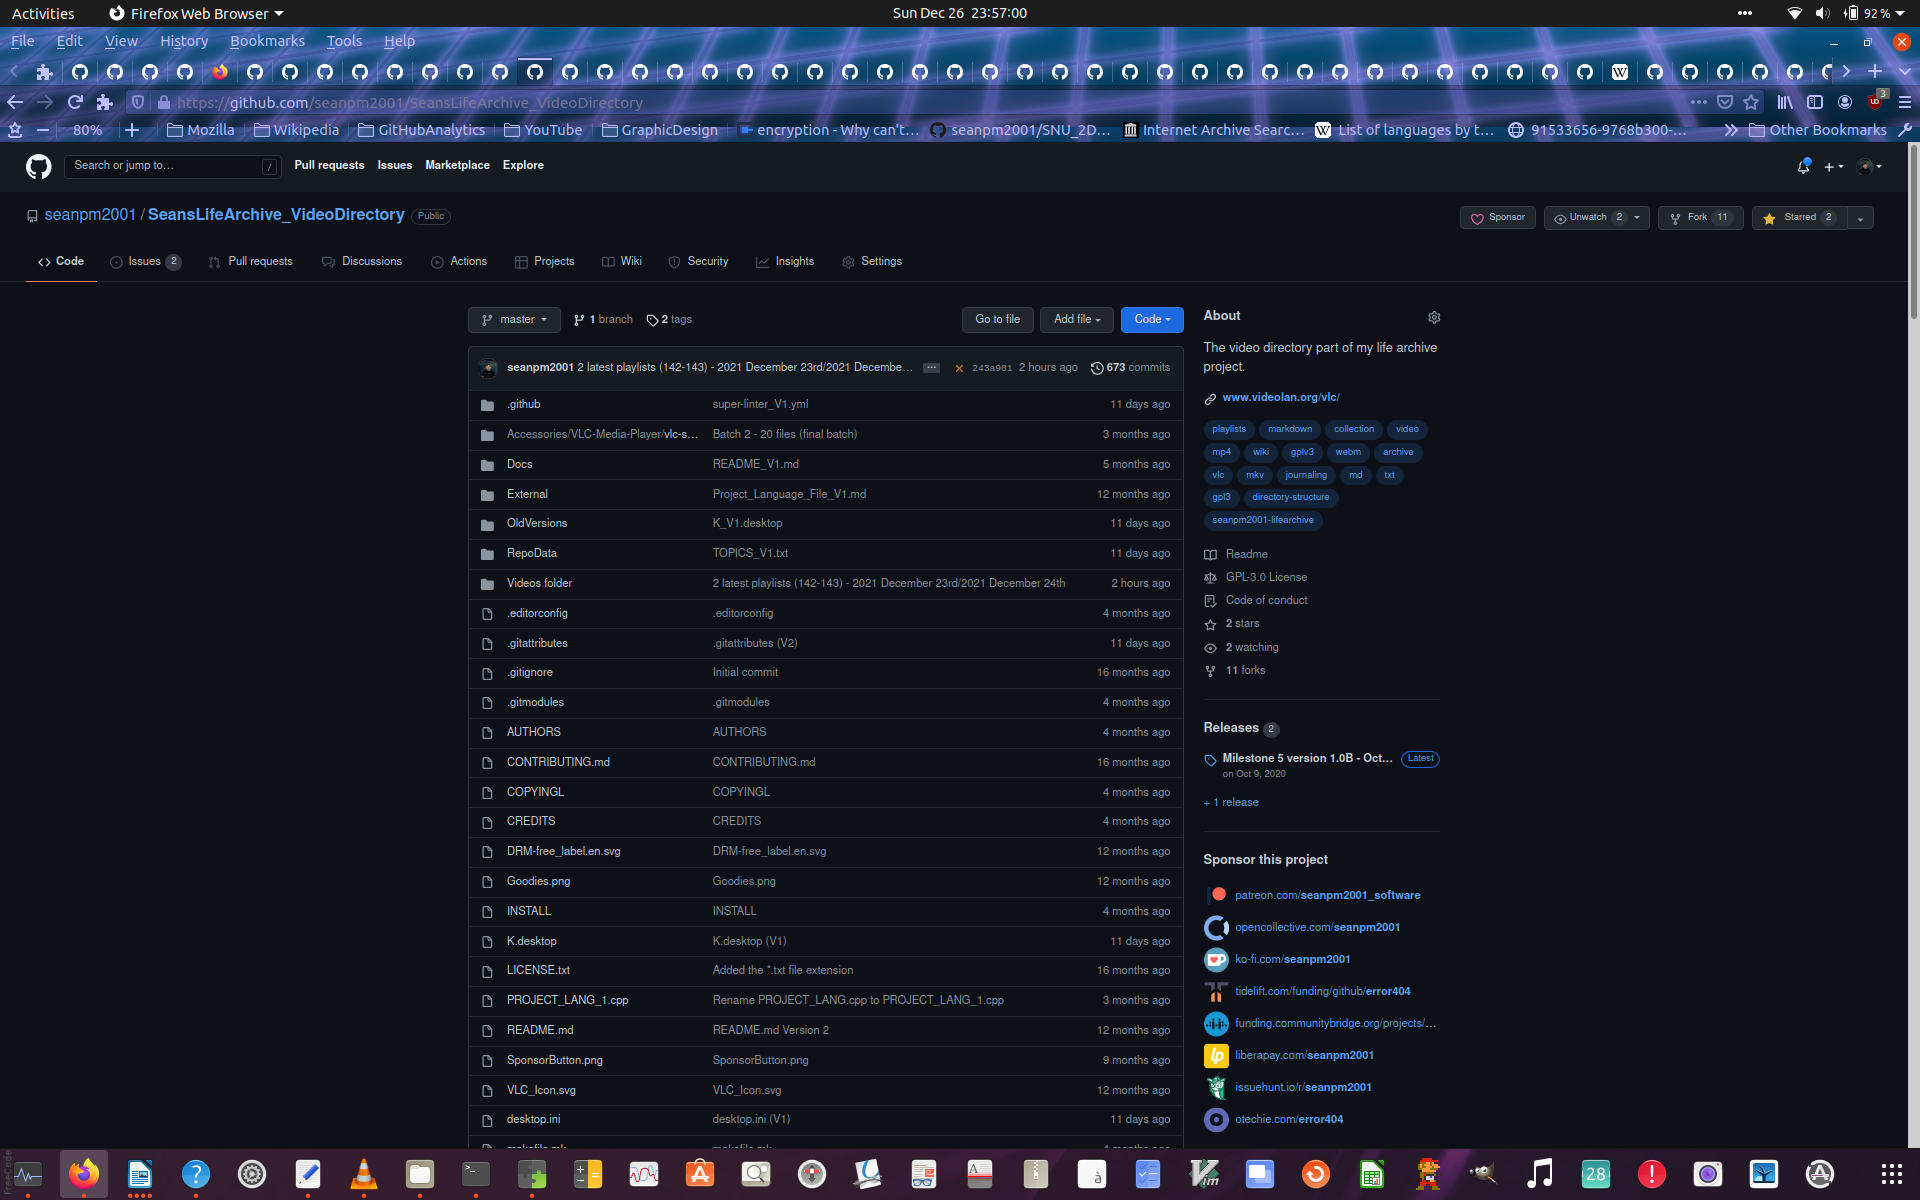 Activities
Firefox Web Browser
Sun Dec 26 23:57:00
92 %
File Edit View History Bookmarks Tools Help
https://github.com/seanpm2001/SeansLifeArchive_VideoDirectory
3
80%
Mozilla
Wikipedia
GitHubAnalytics
YouTube
GraphicDesign
encryption - Why can't...
seanpm2001/SNU_2D...
Internet Archive Searc...
List of languages by t...
91533656-9768b300-...
Other Bookmarks
Search or jump to... /
Pull requests Issues Marketplace Explore
seanpm2001 / SeansLifeArchive_VideoDirectory Public
Sponsor
Unwatch 2
Fork 11
Starred 2
Code
Issues 2
Pull requests
Discussions
Actions
Projects
Wiki
Security
Insights
Settings
master
1 branch
2 tags
Go to file
Add file
Code
seanpm2001 2 latest playlists (142-143) - 2021 December 23rd/2021 Decembe... ... 243a901 2 hours ago 673 commits
.github super-linter_V1.yml 11 days ago
Accessories/VLC-Media-Player/vlc-s... Batch 2 - 20 files (final batch) 3 months ago
Docs README_V1.md 5 months ago
External Project_Language_File_V1.md 12 months ago
OldVersions K_V1.desktop 11 days ago
RepoData TOPICS_V1.txt 11 days ago
Videos folder 2 latest playlists (142-143) - 2021 December 23rd/2021 December 24th 2 hours ago
.editorconfig .editorconfig 4 months ago
.gitattributes .gitattributes (V2) 11 days ago
.gitignore Initial commit 16 months ago
.gitmodules .gitmodules 4 months ago
AUTHORS AUTHORS 4 months ago
CONTRIBUTING.md CONTRIBUTING.md 16 months ago
COPYINGL COPYINGL 4 months ago
CREDITS CREDITS 4 months ago
DRM-free_label.en.svg DRM-free_label.en.svg 12 months ago
Goodies.png Goodies.png 12 months ago
INSTALL INSTALL 4 months ago
K.desktop K.desktop (V1) 11 days ago
LICENSE.txt Added the *.txt file extension 16 months ago
PROJECT_LANG_1.cpp Rename PROJECT_LANG.cpp to PROJECT_LANG_1.cpp 3 months ago
README.md README.md Version 2 12 months ago
SponsorButton.png SponsorButton.png 9 months ago
VLC_Icon.svg VLC_Icon.svg 12 months ago
desktop.ini desktop.ini (V1) 11 days ago
About
The video directory part of my life archive
project.
www.videolan.org/vlc/
playlists markdown collection video
mp4 wiki gplv3 webm archive
vlc mkv journaling md txt
gpl3 directory-structure
seanpm2001-lifearchive
Readme
GPL-3.0 License
Code of conduct
2 stars
2 watching
11 forks
Releases 2
Milestone 5 version 1.0B - Oct... Latest
on Oct 9, 2020
+ 1 release
Sponsor this project
patreon.com/seanpm2001_software
opencollective.com/seanpm2001
ko-fi.com/seanpm2001
tidelift.com/funding/github/error404
funding.communitybridge.org/projects/...
liberapay.com/seanpm2001
issuehunt.io/r/seanpm2001
otechie.com/error404
28